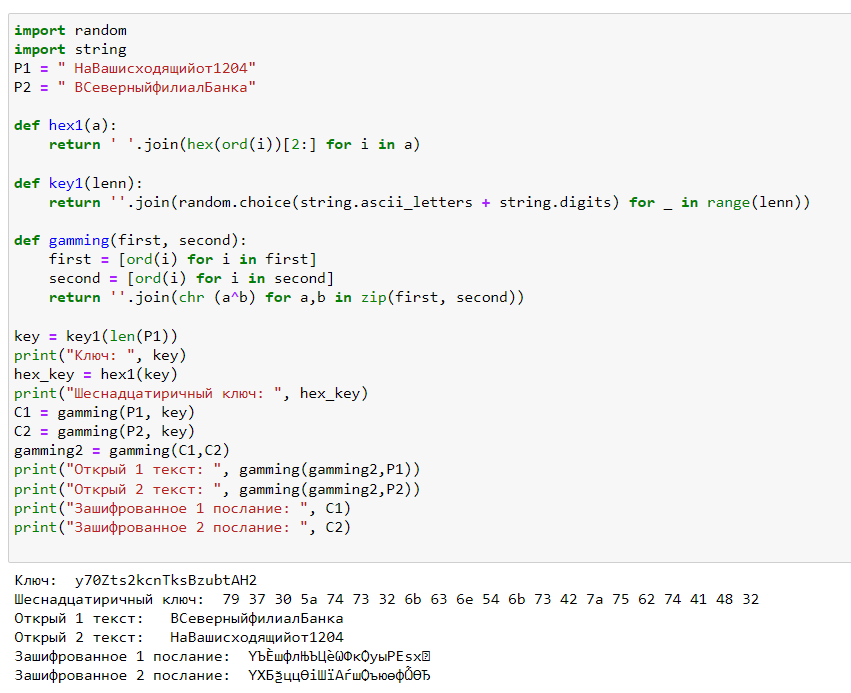 import random
import string
P1 = " НаВашисходящийот1204"
P2 = " ВСеверныйфилиалБанка"
def hex1(a):
    return ' '.join(hex(ord(i))[2:] for i in a)
def key1(lenn):
    return ''.join(random.choice(string.ascii_letters + string.digits) for _ in range(lenn))
def gamming(first, second):
    first = [ord(i) for i in first]
    second = [ord(i) for i in second]
    return ''.join(chr (a^b) for a,b in zip(first, second))
key = key1(len(P1))
print("Ключ: ", key)
hex_key = hex1(key)
print("Шеснадцатиричный ключ: ", hex_key)
C1 = gamming(P1, key)
C2 = gamming(P2, key)
gamming2 = gamming(C1,C2)
print("Открый 1 текст: ", gamming(gamming2,P1))
print("Открый 2 текст: ", gamming(gamming2,P2))
print("Зашифрованное 1 послание: ", C1)
print("Зашифрованное 2 послание: ", C2)
Ключ:  y70Zts2kcnTksBzubtAH2
Шеснадцатиричный ключ:  79 37 30 5a 74 73 32 6b 63 6e 54 6b 73 42 7a 75 62 74 41 48 32
Открый 1 текст:   ВСеверныйфилиалБанка
Открый 2 текст:   НаВашисходящийот1204
Зашифрованное 1 послание:  YЪЀшфлЊЪЦѐѠФкѺуыРEsx
Зашифрованное 2 послание:  YХБѯццѲіШїАѓшѺъюѳфѼѲЂ